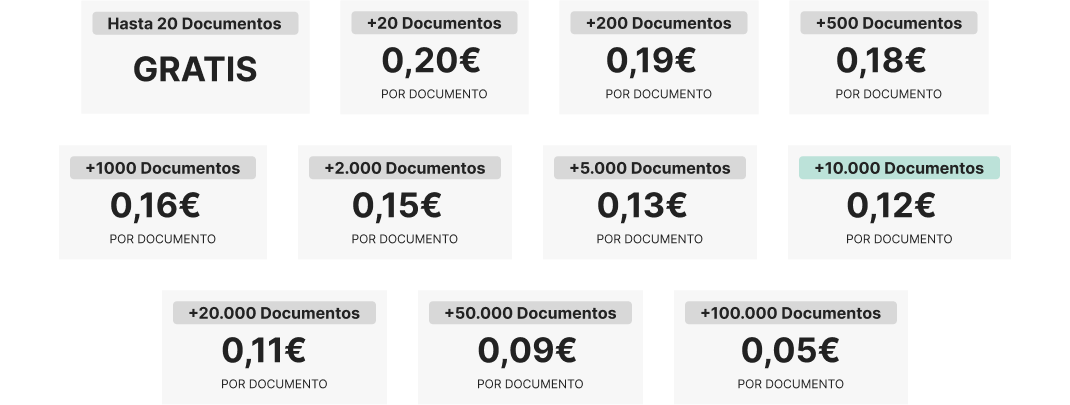 Hasta 20 Documentos
GRATIS
+20 Documentos
0,20€
POR DOCUMENTO
+200 Documentos
0,19€
POR DOCUMENTO
+500 Documentos
0,18€
POR DOCUMENTO
+1000 Documentos
0,16€
POR DOCUMENTO
+2.000 Documentos
0,15€
POR DOCUMENTO
+5.000 Documentos
0,13€
POR DOCUMENTO
+10.000 Documentos
0,12€
POR DOCUMENTO
+20.000 Documentos
0,11€
POR DOCUMENTO
+50.000 Documentos
0,09€
POR DOCUMENTO
+100.000 Documentos
0,05€
POR DOCUMENTO